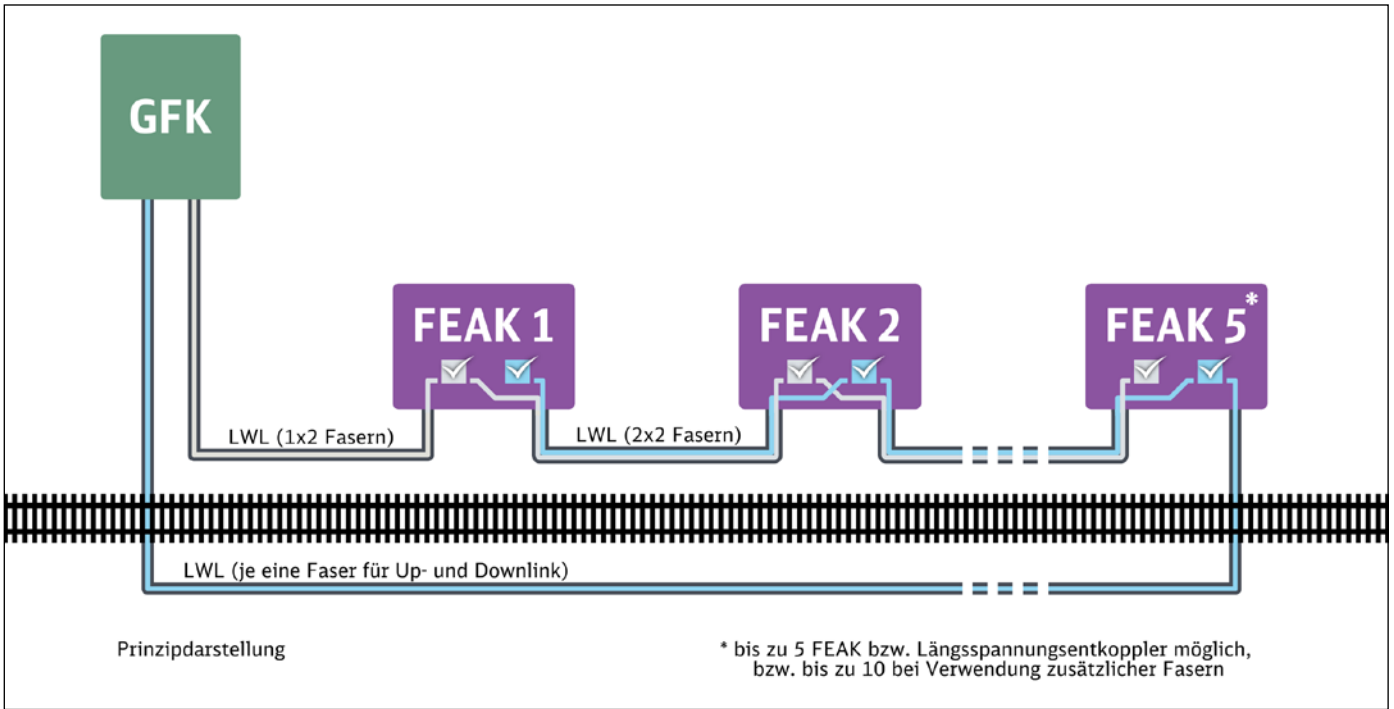 GFK
FEAK 1
FEAK 2
FEAK 5*
LWL (1x2 Fasern)
LWL (2x2 Fasern)
LWL (je eine Faser für Up- und Downlink)
Prinzipdarstellung
* bis zu 5 FEAK bzw. Längsspannungsentkoppler möglich,
bzw. bis zu 10 bei Verwendung zusätzlicher Fasern